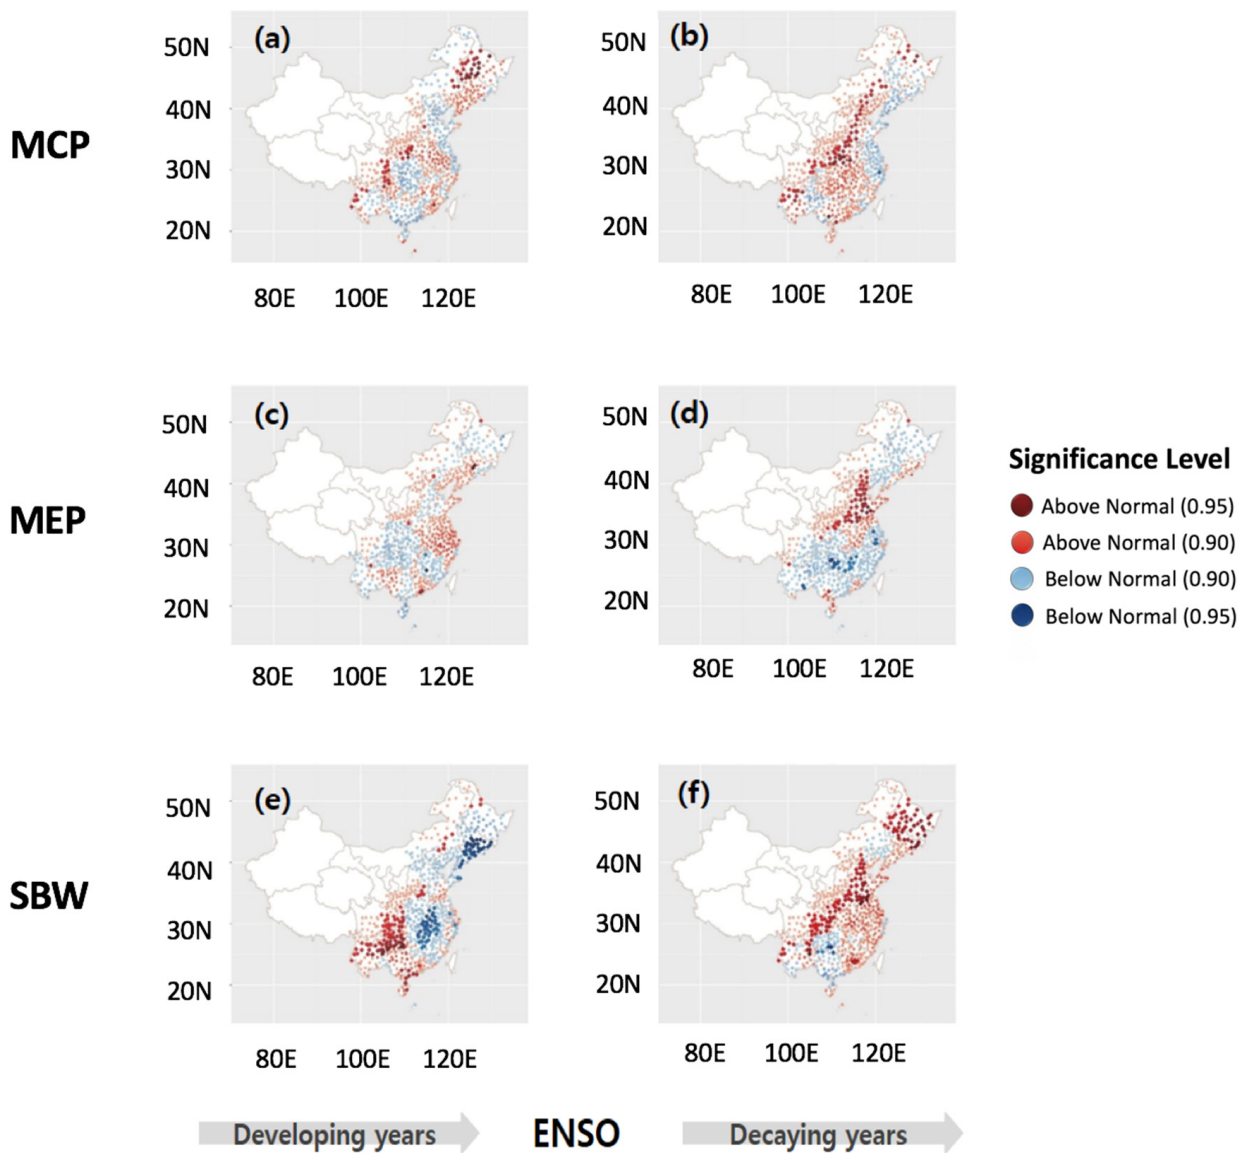 (a)
50N
40N
MCP
30N
20N
80E 100E 120E
(b)
50N
40N
30N
20N
80E 100E 120E
(c)
50N
40N
MEP
30N
20N
80E 100E 120E
(d)
50N
40N
30N
20N
80E 100E 120E
Significance Level
Above Normal (0.95)
Above Normal (0.90)
Below Normal (0.90)
Below Normal (0.95)
(e)
50N
40N
SBW
30N
20N
80E 100E 120E
(f)
50N
40N
30N
20N
80E 100E 120E
Developing years ENSO Decaying years